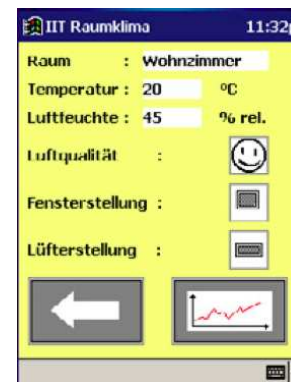 IIT Raumklima 11:32
Raum : Wohnzimmer
Temperatur : 20 °C
Luftfeuchte : 45 % rel.
Luftqualität :
Fensterstellung :
Lüfterstellung :